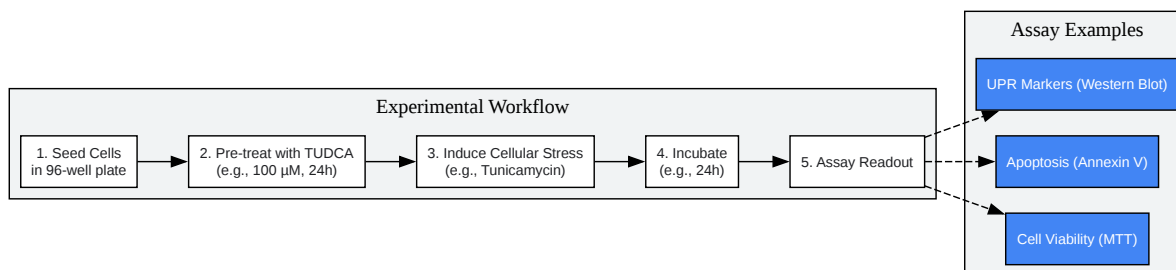 Assay Examples
UPR Markers (Western Blot)
Experimental Workflow
1. Seed Cells
in 96-well plate
2. Pre-treat with TUDCA
(e.g., 100 µM, 24h)
3. Induce Cellular Stress
(e.g., Tunicamycin)
4. Incubate
(e.g., 24h)
5. Assay Readout
Apoptosis (Annexin V)
Cell Viability (MTT)